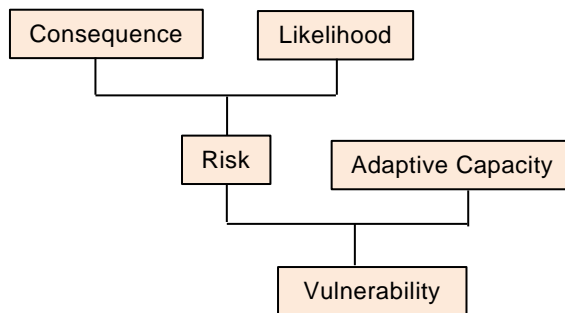 Consequence
Likelihood
Risk
Adaptive Capacity
Vulnerability